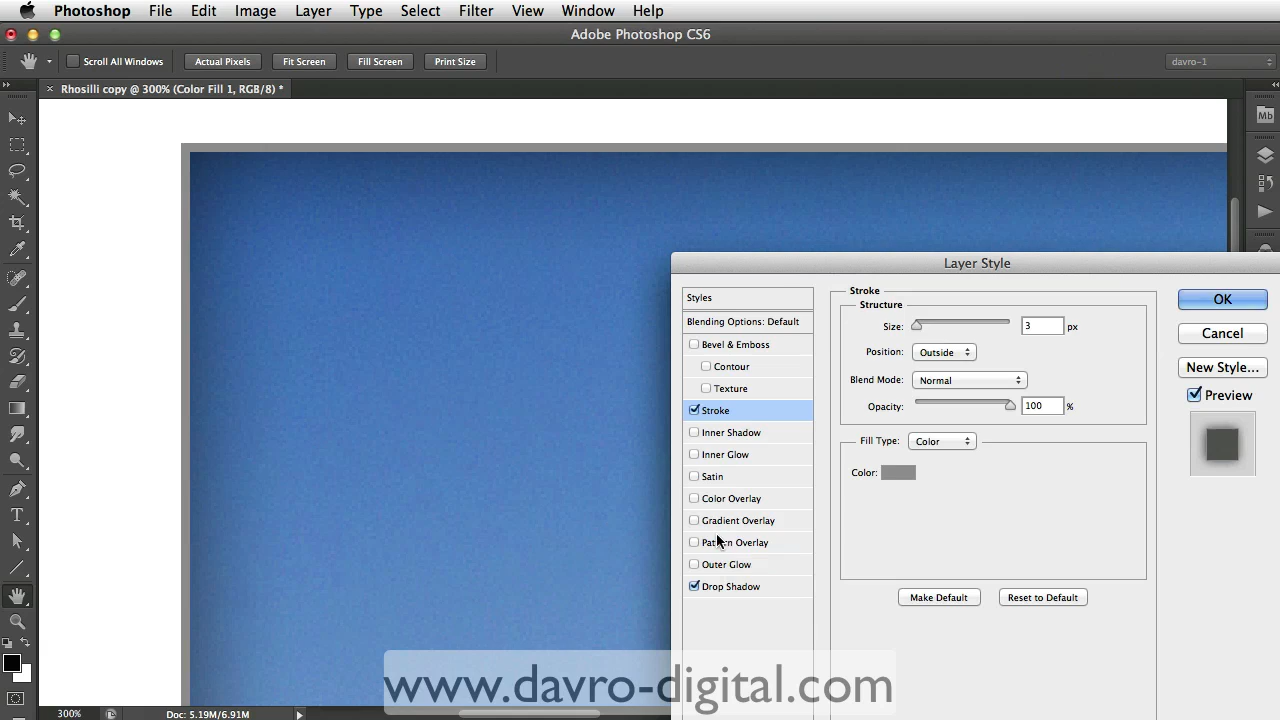 Photoshop File Edit Image Layer Type Select Filter View Window Help
Adobe Photoshop CS6
Scroll All Windows Actual Pixels Fit Screen Fill Screen Print Size davro-1
Rhosilli copy @ 300% (Color Fill 1, RGB/8) *
Mb
Layer Style
Styles
Blending Options: Default
Bevel & Emboss
Contour
Texture
Stroke
Inner Shadow
Inner Glow
Satin
Color Overlay
Gradient Overlay
Pattern Overlay
Outer Glow
Drop Shadow
Stroke
Structure
Size: 3 px
Position: Outside
Blend Mode: Normal
Opacity: 100 %
Fill Type: Color
Color:
Make Default Reset to Default
OK
Cancel
New Style...
Preview
T
www.davro-digital.com
300% Doc: 5.19M/6.91M